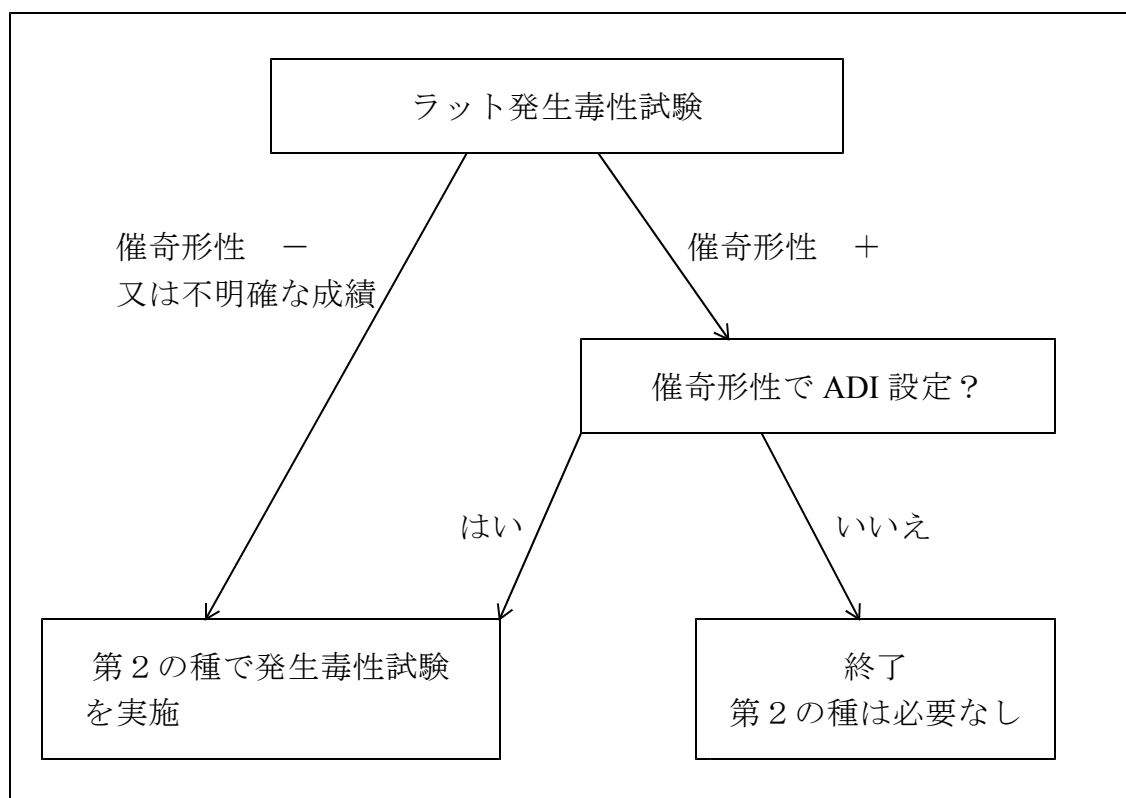 ラット発生毒性試験
催奇形性　－
又は不明確な成績
催奇形性　＋
催奇形性で ADI 設定？
はい
いいえ
第２の種で発生毒性試験
を実施
終了
第２の種は必要なし